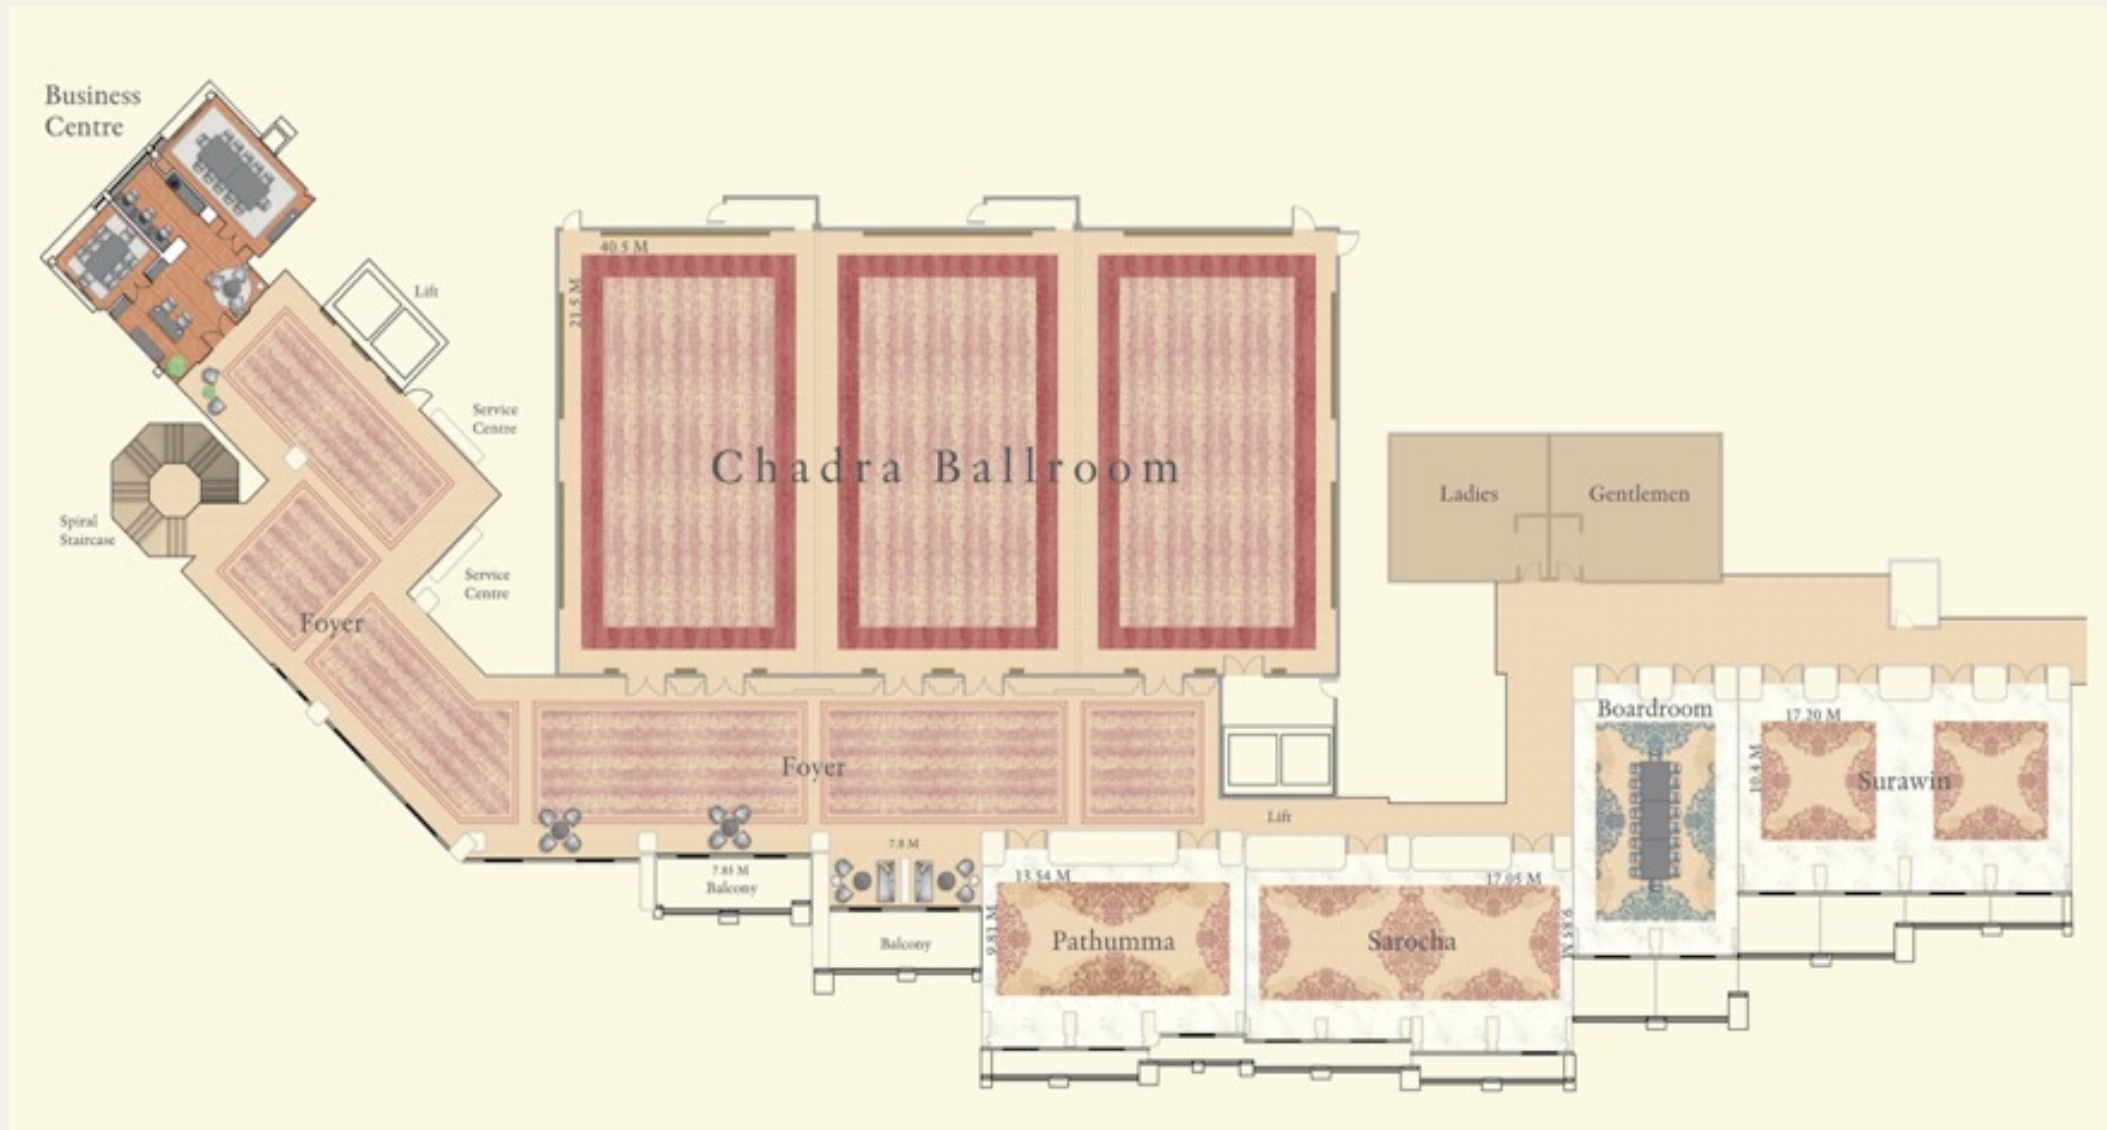 Business
Centre
Lift
40.5 M
21.5 M
Service
Centre
Chadra Ballroom
Ladies
Gentlemen
Spiral
Staircase
Service
Centre
Foyer
Boardroom
17.20 M
10.4 M
Surawin
Foyer
Lift
7.8 M
7.85 M
Balcony
13.54 M
17.05 M
9.81 M
Pathumma
Sarocha
9.85 M
Balcony